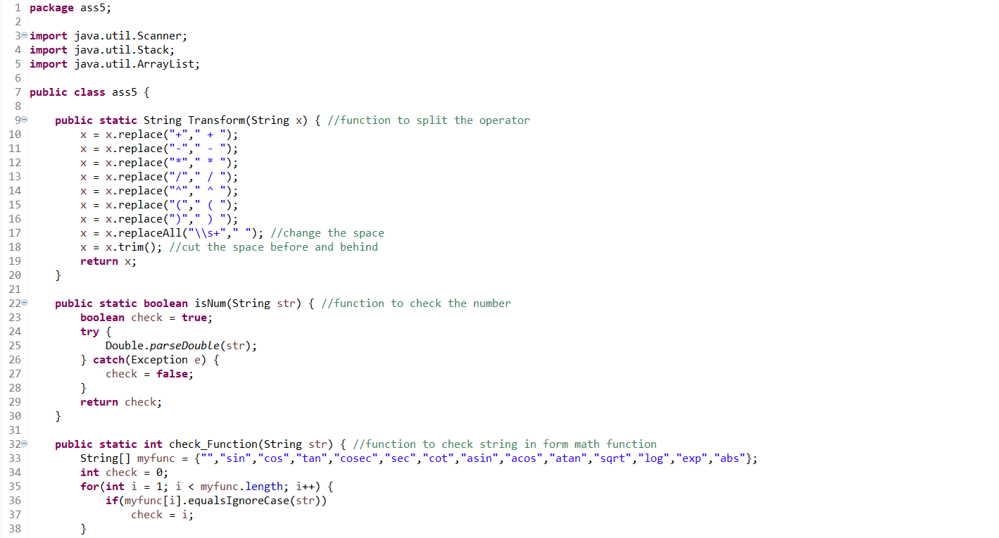 1 package ass5;
2
3 import java.util.Scanner;
4 import java.util.Stack;
5 import java.util.ArrayList;
6
7 public class ass5 {
8
9     public static String Transform(String x) { //function to split the operator
10         x = x.replace("+"," + ");
11         x = x.replace("-"," - ");
12         x = x.replace("*"," * ");
13         x = x.replace("/"," / ");
14         x = x.replace("^"," ^ ");
15         x = x.replace("("," ( ");
16         x = x.replace(")"," ) ");
17         x = x.replaceAll("\\s+"," "); //change the space
18         x = x.trim(); //cut the space before and behind
19         return x;
20     }
21
22     public static boolean isNum(String str) { //function to check the number
23         boolean check = true;
24         try {
25             Double.parseDouble(str);
26         } catch(Exception e) {
27             check = false;
28         }
29         return check;
30     }
31
32     public static int check_Function(String str) { //function to check string in form math function
33         String[] myfunc = {"","sin","cos","tan","cosec","sec","cot","asin","acos","atan","sqrt","log","exp","abs"};
34         int check = 0;
35         for(int i = 1; i < myfunc.length; i++) {
36             if(myfunc[i].equalsIgnoreCase(str))
37                 check = i;
38         }